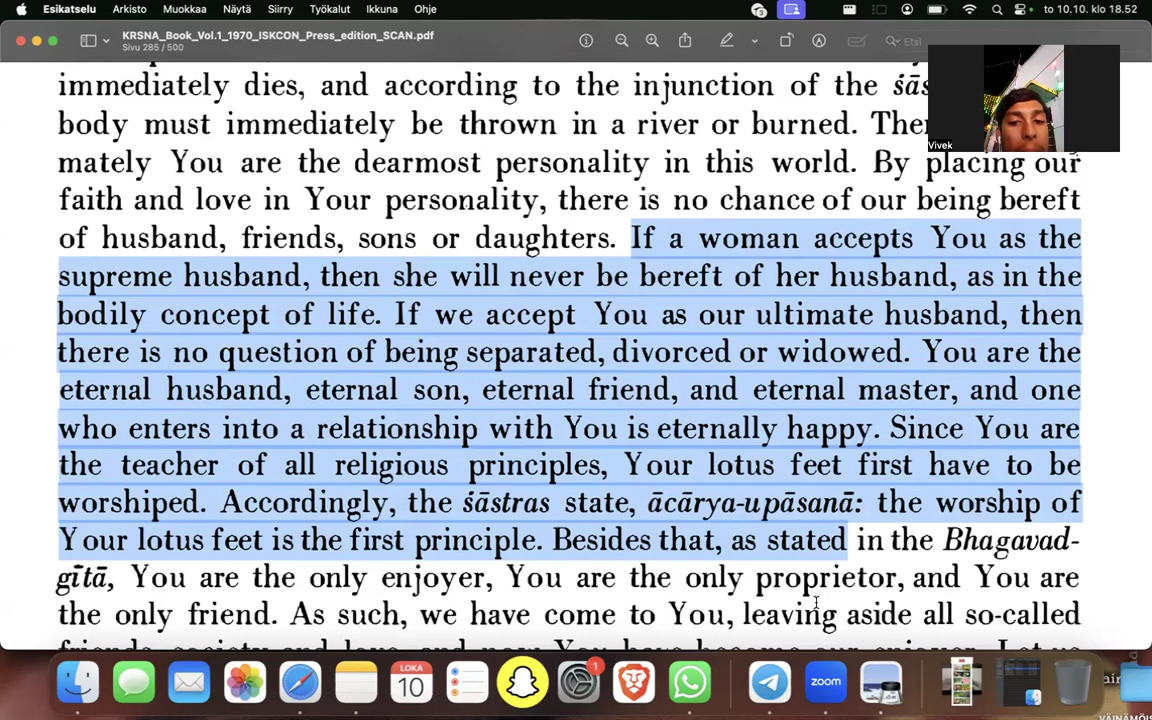 Esikatselu Arkisto Muokkaa Näytä Siirry Työkalut Ikkuna Ohje to 10.10. klo 18.52
KRSNA_Book_Vol.1_1970_ISKCON_Press_edition_SCAN.pdf
Sivu 285 / 500
Etsi
Vivek
immediately dies, and according to the injunction of the
body must immediately be thrown in a river or burned.
mately You are the dearmost personality in this world. By placing our
faith and love in Your personality, there is no chance of our being bereft
of husband, friends, sons or daughters. If a woman accepts You as the
supreme husband, then she will never be bereft of her husband, as in the
bodily concept of life. If we accept You as our ultimate husband, then
there is no question of being separated, divorced or widowed. You are the
eternal husband, eternal son, eternal friend, and eternal master, and one
who enters into a relationship with You is eternally happy. Since You are
the teacher of all religious principles, Your lotus feet first have to be
worshiped. Accordingly, the śāstras state, ācārya-upāsanā: the worship of
Your lotus feet is the first principle. Besides that, as stated in the Bhagavad-
gītā, You are the only enjoyer, You are the only proprietor, and You are
the only friend. As such, we have come to You, leaving aside all so-called
LOKA
10
1
zoom